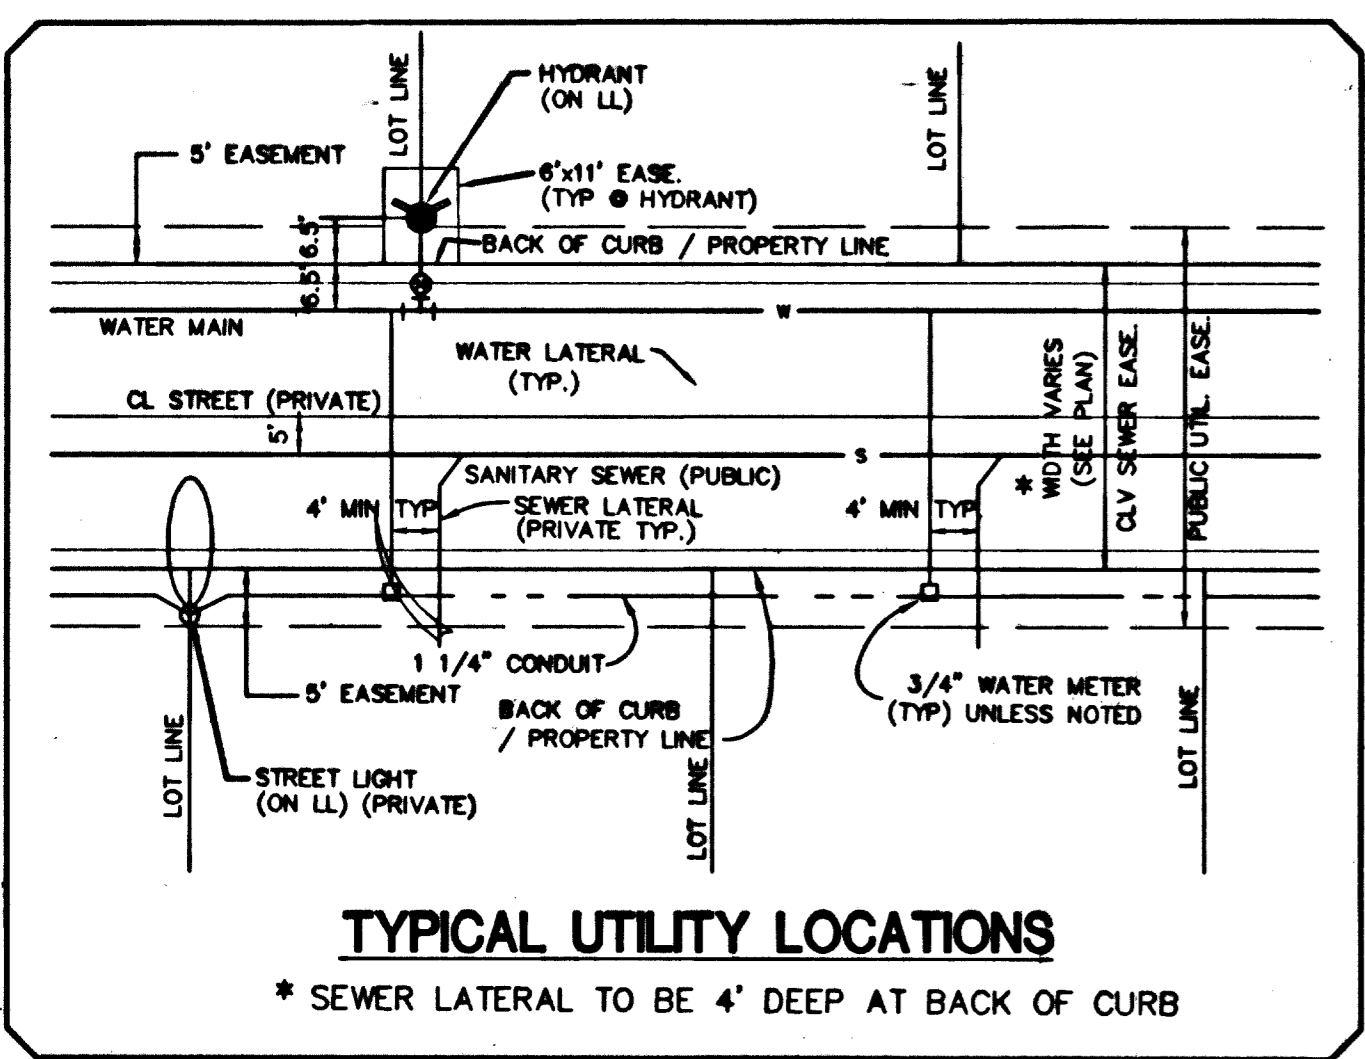 LOT LINE
HYDRANT
(ON LL)
LOT LINE
5' EASEMENT
6'x11' EASE.
(TYP @ HYDRANT)
6.5'
BACK OF CURB / PROPERTY LINE
6.5'
WATER MAIN
W
WATER LATERAL
(TYP.)
CL STREET (PRIVATE)
5'
* WIDTH VARIES
(SEE PLAN)
CLV SEWER EASE.
PUBLIC UTIL. EASE.
S
SANITARY SEWER (PUBLIC)
4' MIN TYP
SEWER LATERAL
(PRIVATE TYP.)
4' MIN TYP
1 1/4" CONDUIT
5' EASEMENT
BACK OF CURB
/ PROPERTY LINE
3/4" WATER METER
(TYP) UNLESS NOTED
LOT LINE
STREET LIGHT
(ON LL) (PRIVATE)
LOT LINE
LOT LINE
TYPICAL UTILITY LOCATIONS
* SEWER LATERAL TO BE 4' DEEP AT BACK OF CURB